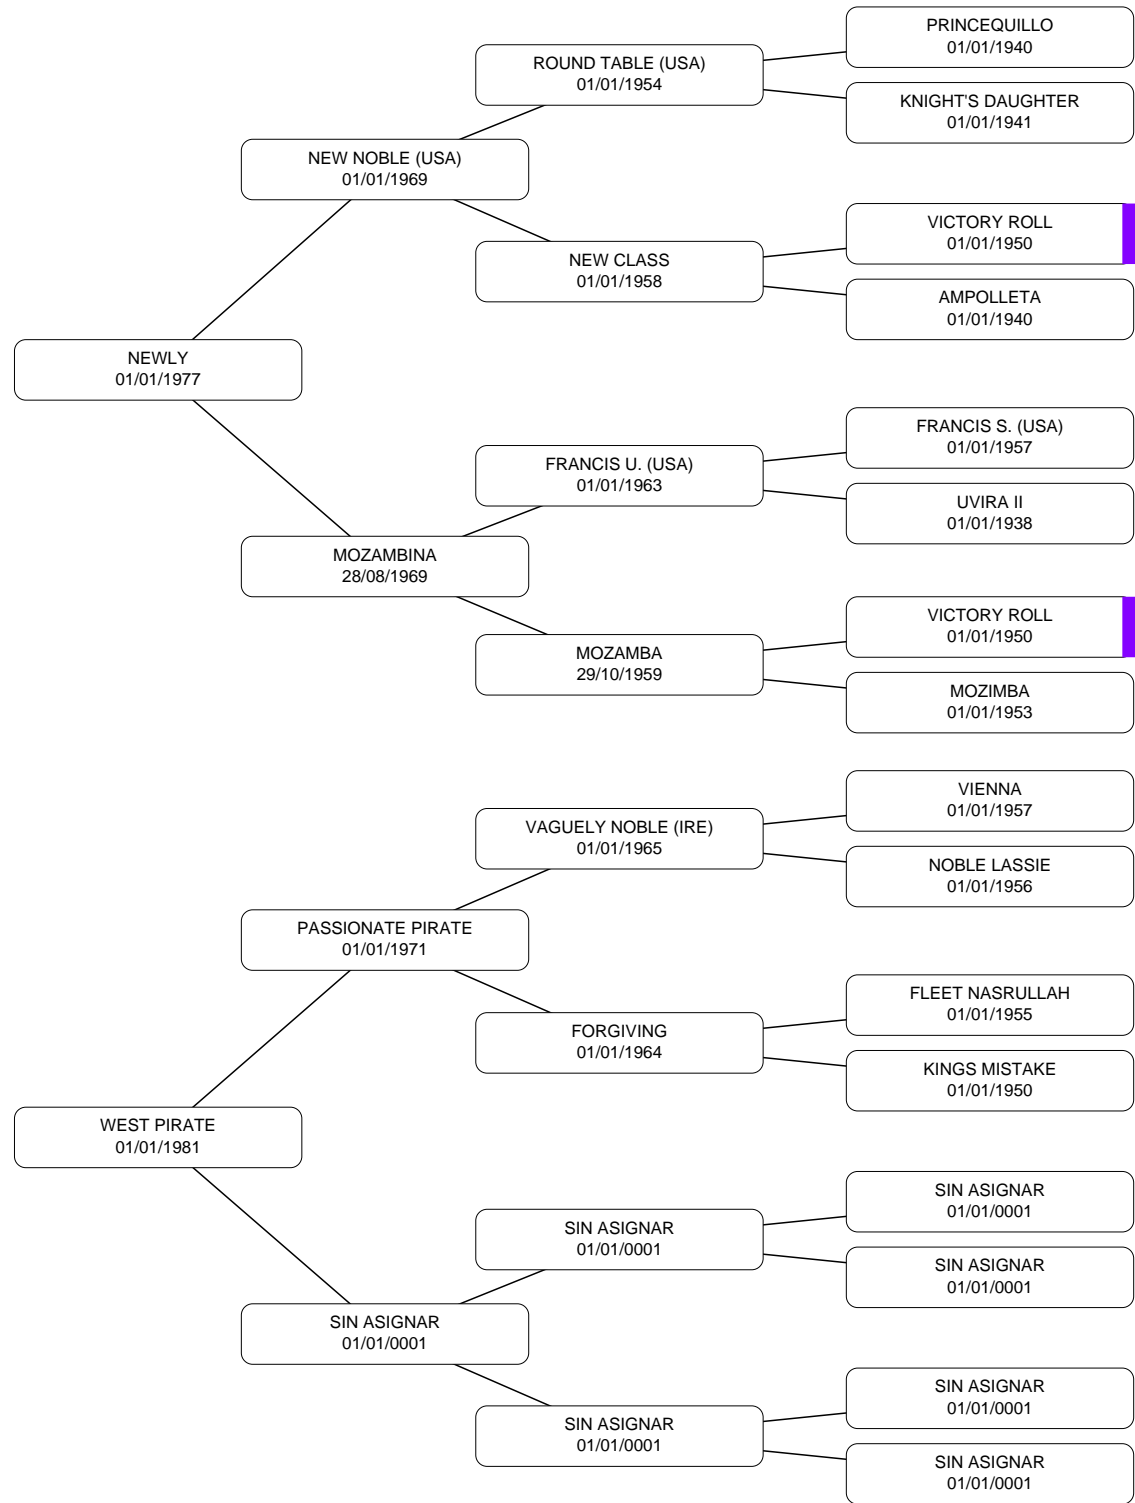 PRINCEQUILLO
01/01/1940
ROUND TABLE (USA)
01/01/1954
KNIGHT'S DAUGHTER
01/01/1941
NEW NOBLE (USA)
01/01/1969
VICTORY ROLL
01/01/1950
NEW CLASS
01/01/1958
AMPOLLETA
01/01/1940
NEWLY
01/01/1977
FRANCIS S. (USA)
01/01/1957
FRANCIS U. (USA)
01/01/1963
UVIRA II
01/01/1938
MOZAMBINA
28/08/1969
VICTORY ROLL
01/01/1950
MOZAMBA
29/10/1959
MOZIMBA
01/01/1953
VIENNA
01/01/1957
VAGUELY NOBLE (IRE)
01/01/1965
NOBLE LASSIE
01/01/1956
PASSIONATE PIRATE
01/01/1971
FLEET NASRULLAH
01/01/1955
FORGIVING
01/01/1964
KINGS MISTAKE
01/01/1950
WEST PIRATE
01/01/1981
SIN ASIGNAR
01/01/0001
SIN ASIGNAR
01/01/0001
SIN ASIGNAR
01/01/0001
SIN ASIGNAR
01/01/0001
SIN ASIGNAR
01/01/0001
SIN ASIGNAR
01/01/0001
SIN ASIGNAR
01/01/0001